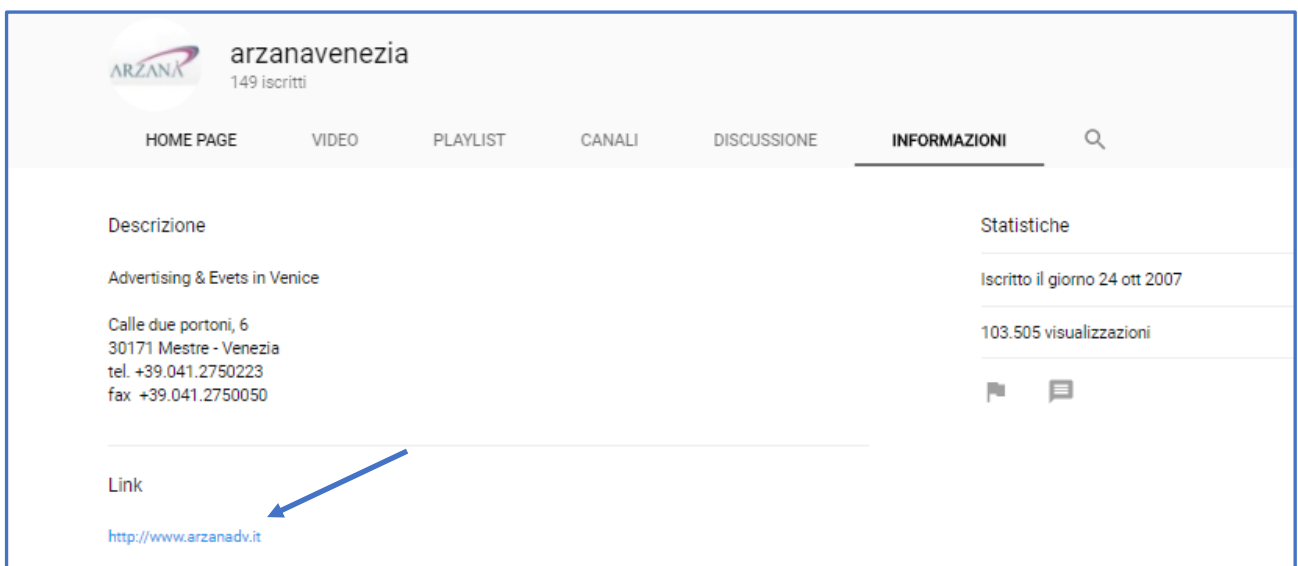 ARZANA
arzanavenezia
149 iscritti
HOME PAGE VIDEO PLAYLIST CANALI DISCUSSIONE INFORMAZIONI
Descrizione
Advertising & Evets in Venice
Calle due portoni, 6
30171 Mestre - Venezia
tel. +39.041.2750223
fax +39.041.2750050
Link
http://www.arzanadv.it
Statistiche
Iscritto il giorno 24 ott 2007
103.505 visualizzazioni